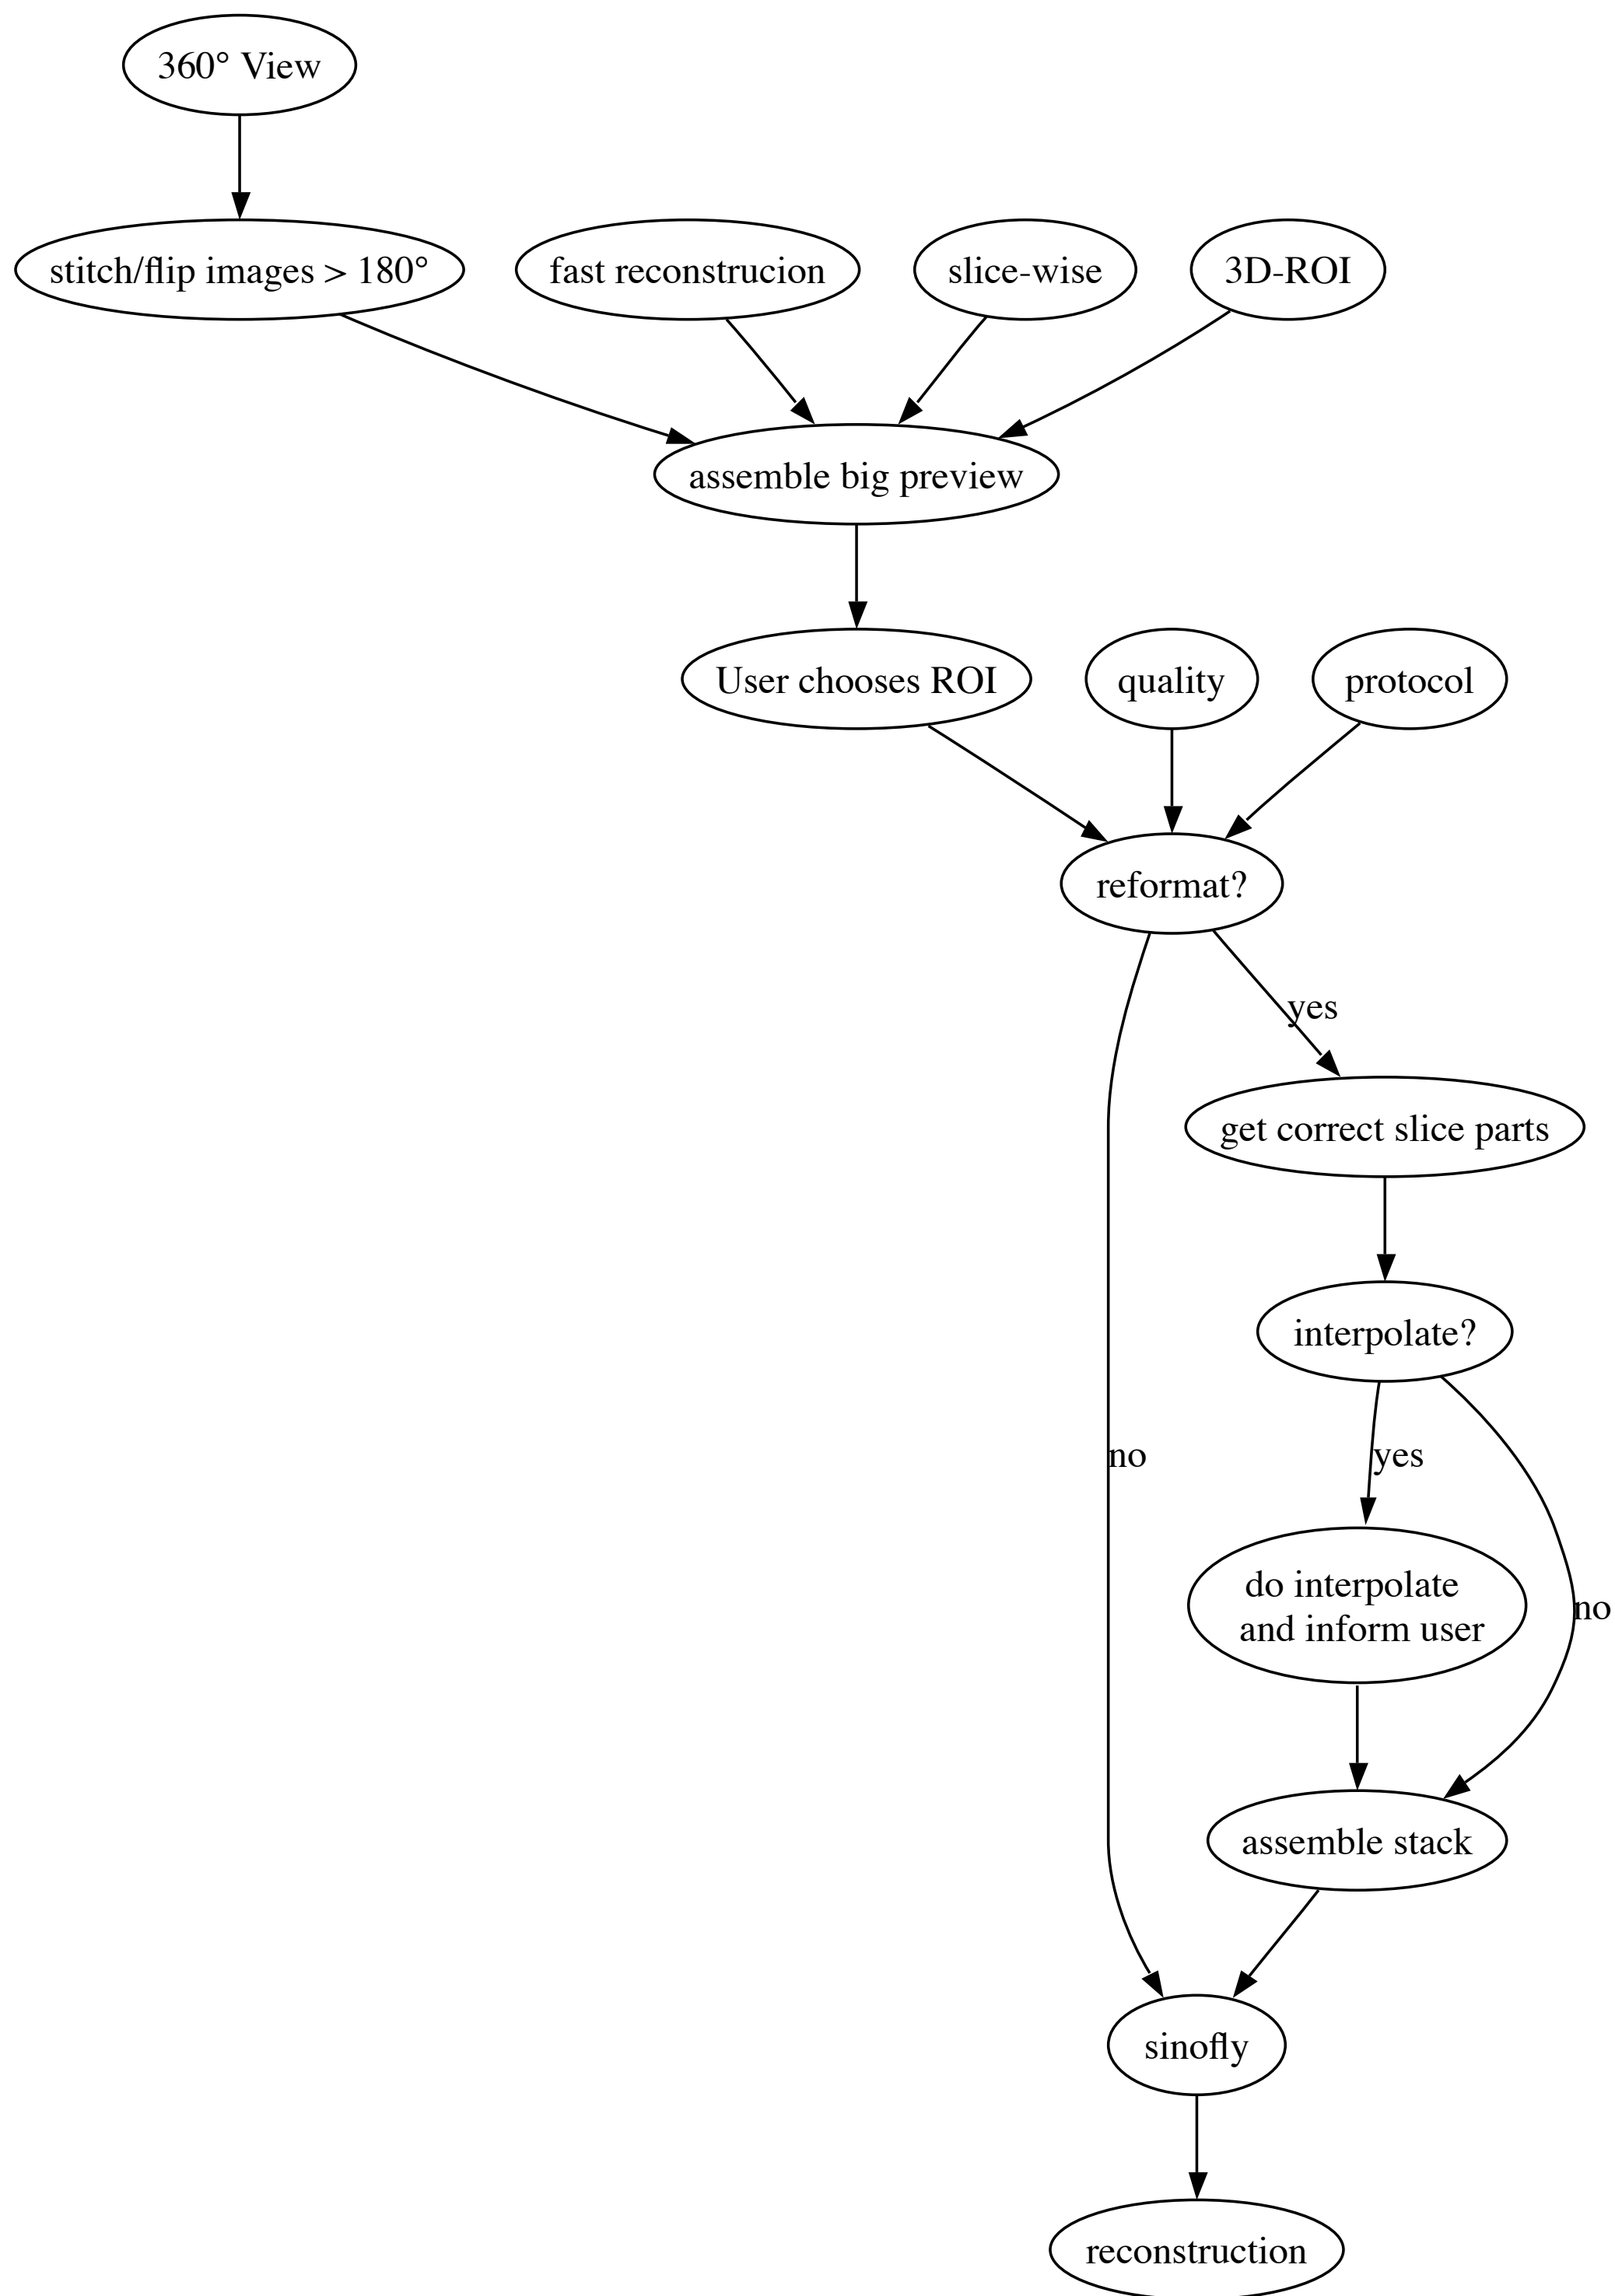 360° View
stitch/flip images > 180°
fast reconstrucion
slice-wise
3D-ROI
assemble big preview
User chooses ROI
quality
protocol
reformat?
yes
get correct slice parts
interpolate?
no
yes
do interpolate
and inform user
no
assemble stack
sinofly
reconstruction